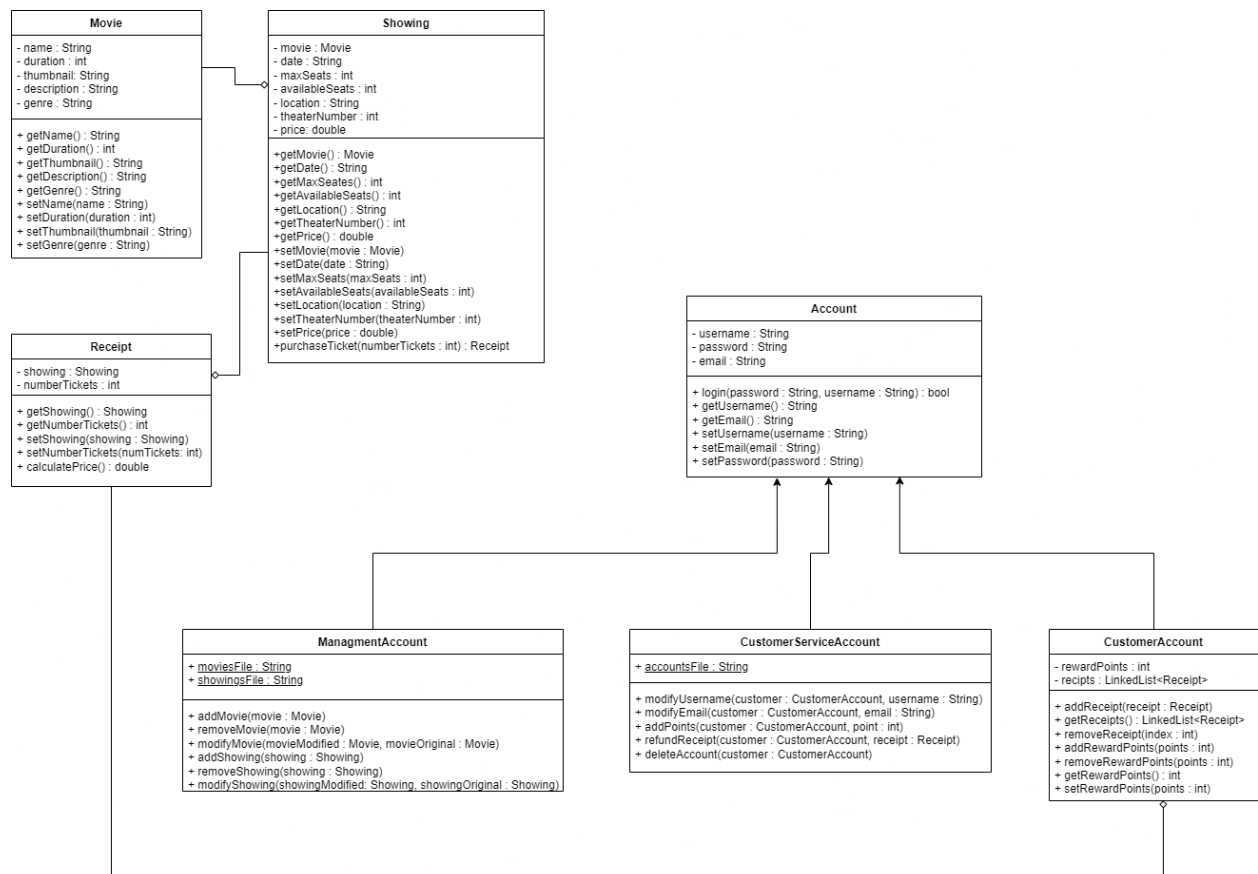 Movie
- name : String
- duration : int
- thumbnail: String
- description : String
- genre : String
+ getName() : String
+ getDuration() : int
+ getThumbnail() : String
+ getDescription() : String
+ getGenre() : String
+ setName(name : String)
+ setDuration(duration : int)
+ setThumbnail(thumbnail : String)
+ setGenre(genre : String)
Showing
- movie : Movie
- date : String
- maxSeats : int
- availableSeats : int
- location : String
- theaterNumber : int
- price: double
+getMovie() : Movie
+getDate() : String
+getMaxSeates() : int
+getAvailableSeats() : int
+getLocation() : String
+getTheaterNumber() : int
+getPrice() : double
+setMovie(movie : Movie)
+setDate(date : String)
+setMaxSeats(maxSeats : int)
+setAvailableSeats(availableSeats : int)
+setLocation(location : String)
+setTheaterNumber(theaterNumber : int)
+setPrice(price : double)
+purchaseTicket(numberTickets : int) : Receipt
Receipt
- showing : Showing
- numberTickets : int
+ getShowing() : Showing
+ getNumberTickets() : int
+ setShowing(showing : Showing)
+ setNumberTickets(numTickets: int)
+ calculatePrice() : double
Account
- username : String
- password : String
- email : String
+ login(password : String, username : String) : bool
+ getUsername() : String
+ getEmail() : String
+ setUsername(username : String)
+ setEmail(email : String)
+ setPassword(password : String)
ManagmentAccount
+ moviesFile : String
+ showingsFile : String
+ addMovie(movie : Movie)
+ removeMovie(movie : Movie)
+ modifyMovie(movieModified : Movie, movieOriginal : Movie)
+ addShowing(showing : Showing)
+ removeShowing(showing : Showing)
+ modifyShowing(showingModified: Showing, showingOriginal : Showing)
CustomerServiceAccount
+ accountsFile : String
+ modifyUsername(customer : CustomerAccount, username : String)
+ modifyEmail(customer : CustomerAccount, email : String)
+ addPoints(customer : CustomerAccount, point : int)
+ refundReceipt(customer : CustomerAccount, receipt : Receipt)
+ deleteAccount(customer : CustomerAccount)
CustomerAccount
- rewardPoints : int
- recipts : LinkedList<Receipt>
+ addReceipt(receipt : Receipt)
+ getReceipts() : LinkedList<Receipt>
+ removeReceipt(index : int)
+ addRewardPoints(points : int)
+ removeRewardPoints(points : int)
+ getRewardPoints() : int
+ setRewardPoints(points : int)